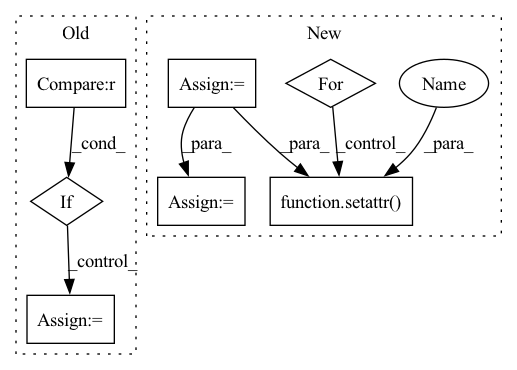 Old
New
Compare:r
Assign:=
For
Name
_cond_
_para_
_para_
_control_
_para_
If
Assign:=
function.setattr()
_control_
Assign:=